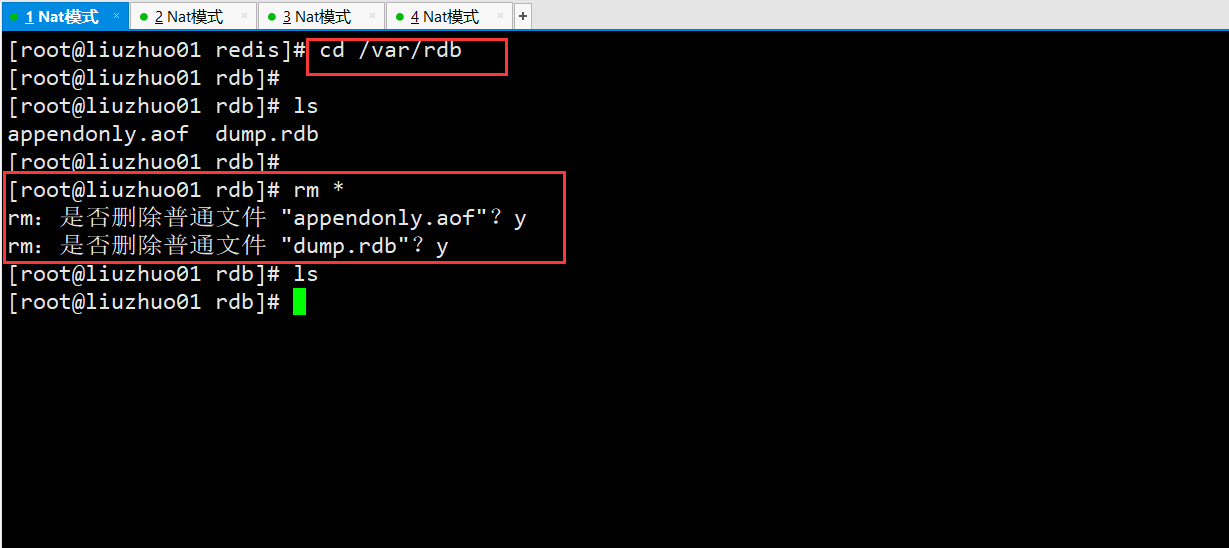 1 Nat模式 × 2 Nat模式 × 3 Nat模式 × 4 Nat模式 × +
[root@liuzhuo01 redis]# cd /var/rdb
[root@liuzhuo01 rdb]#
[root@liuzhuo01 rdb]# ls
appendonly.aof  dump.rdb
[root@liuzhuo01 rdb]#
[root@liuzhuo01 rdb]# rm *
rm：是否删除普通文件 "appendonly.aof"？y
rm：是否删除普通文件 "dump.rdb"？y
[root@liuzhuo01 rdb]# ls
[root@liuzhuo01 rdb]#